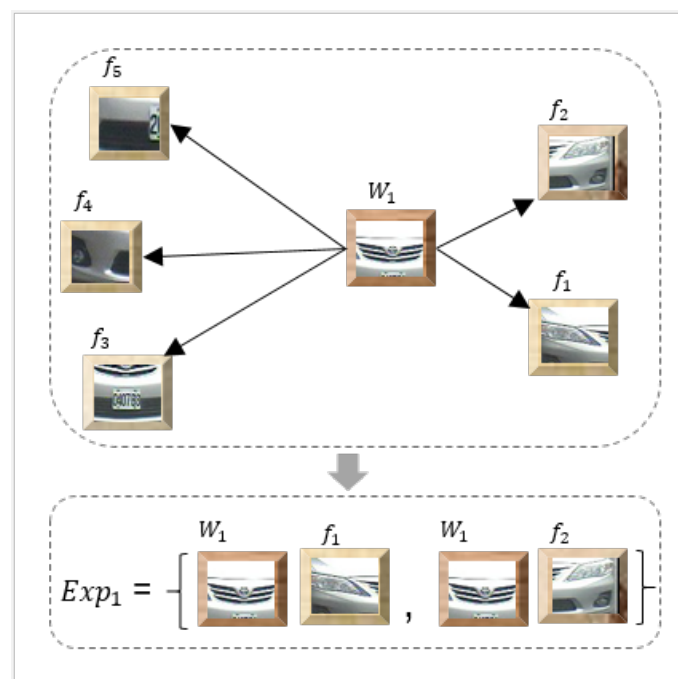 f₅
f₂
W₁
f₄
f₁
f₃
W₁ f₁ W₁ f₂
Exp₁ = { , }